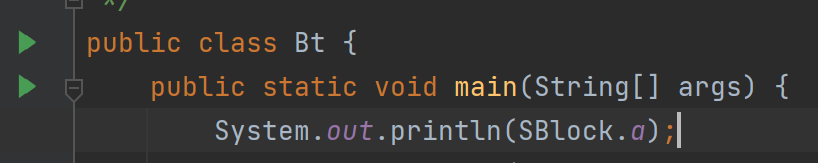 */
public class Bt {
public static void main(String[] args) {
System.out.println(SBlock.a);